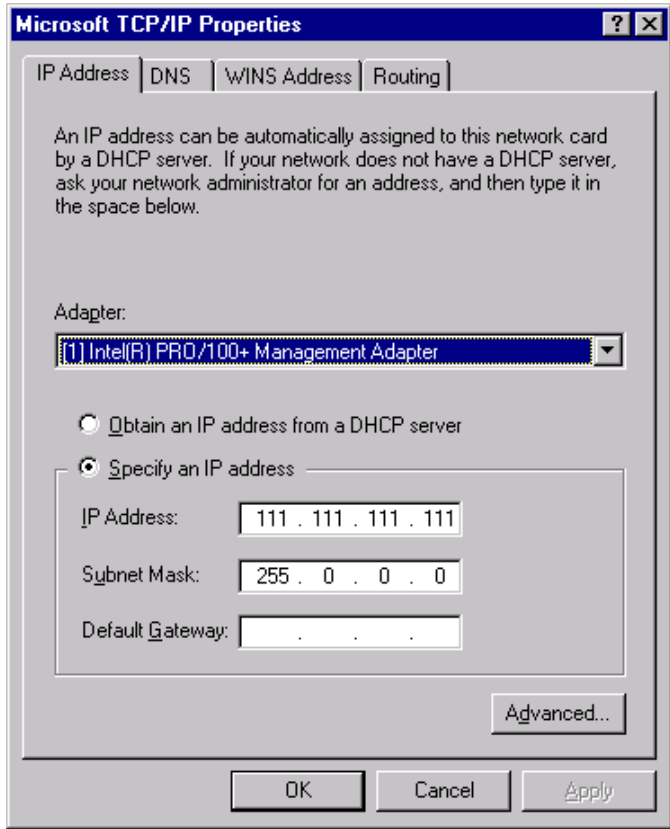 Microsoft TCP/IP Properties
IP Address DNS WINS Address Routing
An IP address can be automatically assigned to this network card
by a DHCP server.  If your network does not have a DHCP server,
ask your network administrator for an address, and then type it in
the space below.
Adapter:
[1] Intel(R) PRO/100+ Management Adapter
Obtain an IP address from a DHCP server
Specify an IP address
IP Address: 111 . 111 . 111 . 111
Subnet Mask: 255 . 0 . 0 . 0
Default Gateway: . . .
Advanced...
OK Cancel Apply